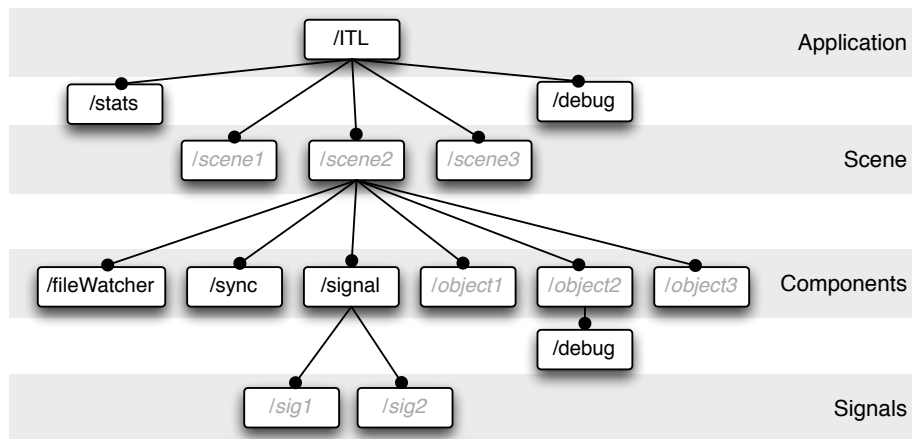 /ITL
Application
/stats
/debug
/scene1
/scene2
/scene3
Scene
/fileWatcher
/sync
/signal
/object1
/object2
/object3
Components
/debug
/sig1
/sig2
Signals